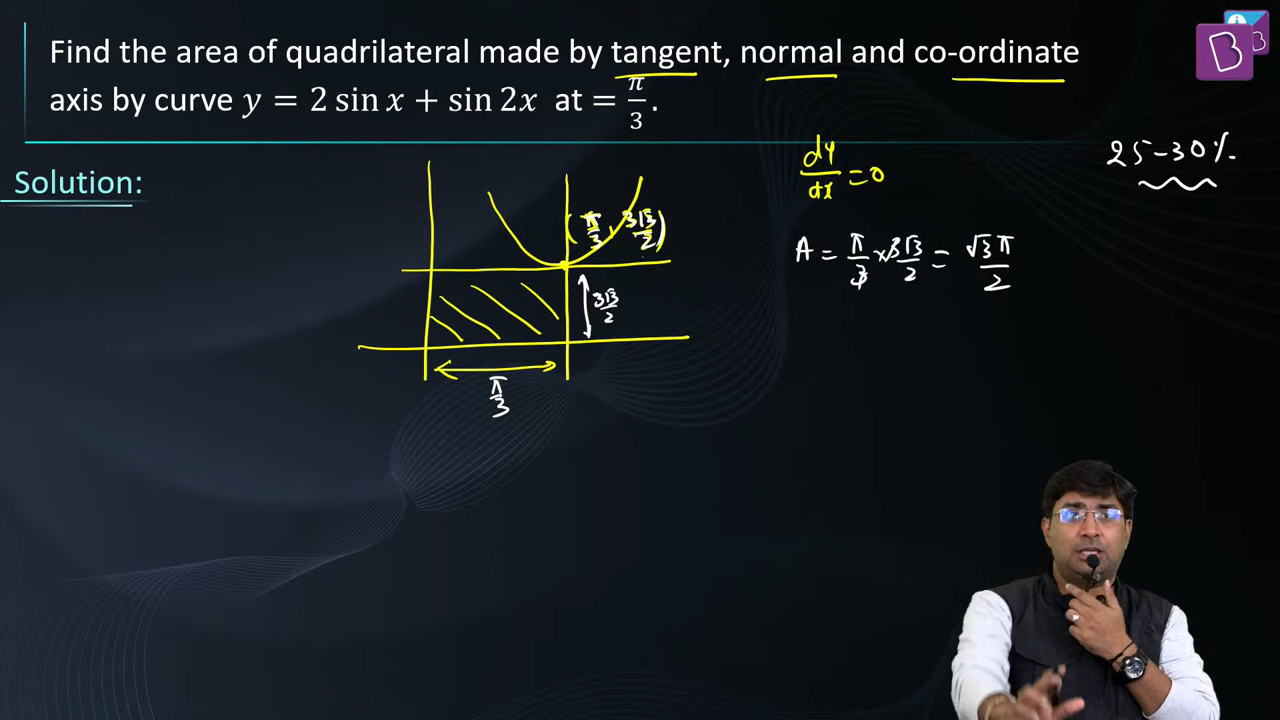 Find the area of quadrilateral made by tangent, normal and co-ordinate
axis by curve y = 2 sin x + sin 2x at = π/3.
Solution:
dy/dx = 0
25-30%
(π/3, 3√3/2)
A = π/3 × 3√3/2 = √3π/2
3√3/2
π/3
B